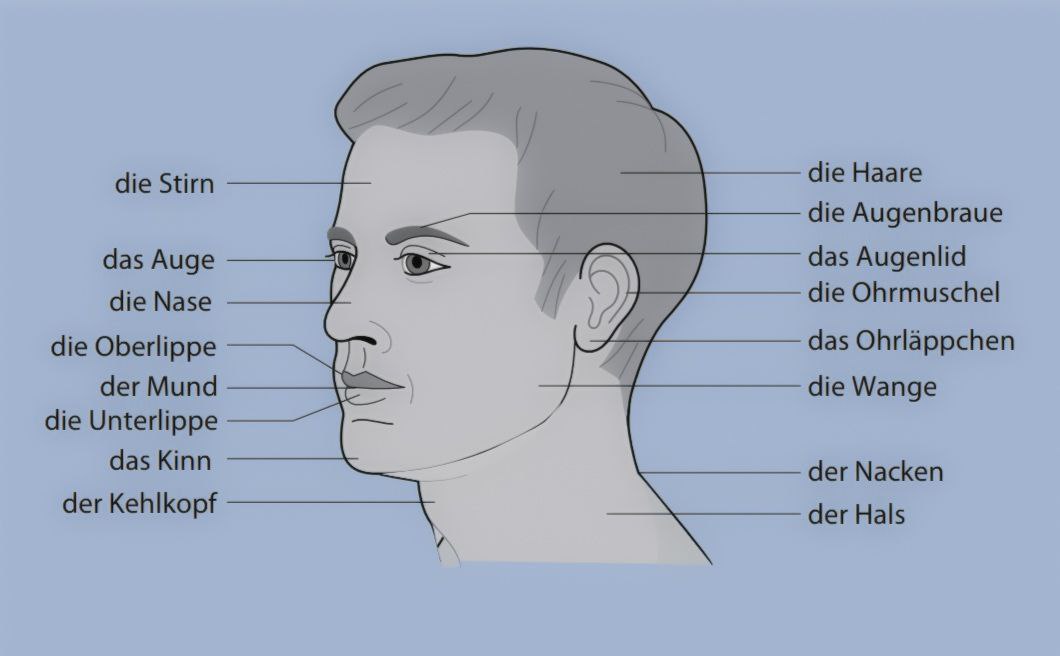 die Stirn
das Auge
die Nase
die Oberlippe
der Mund
die Unterlippe
das Kinn
der Kehlkopf
die Haare
die Augenbraue
das Augenlid
die Ohrmuschel
das Ohrläppchen
die Wange
der Nacken
der Hals